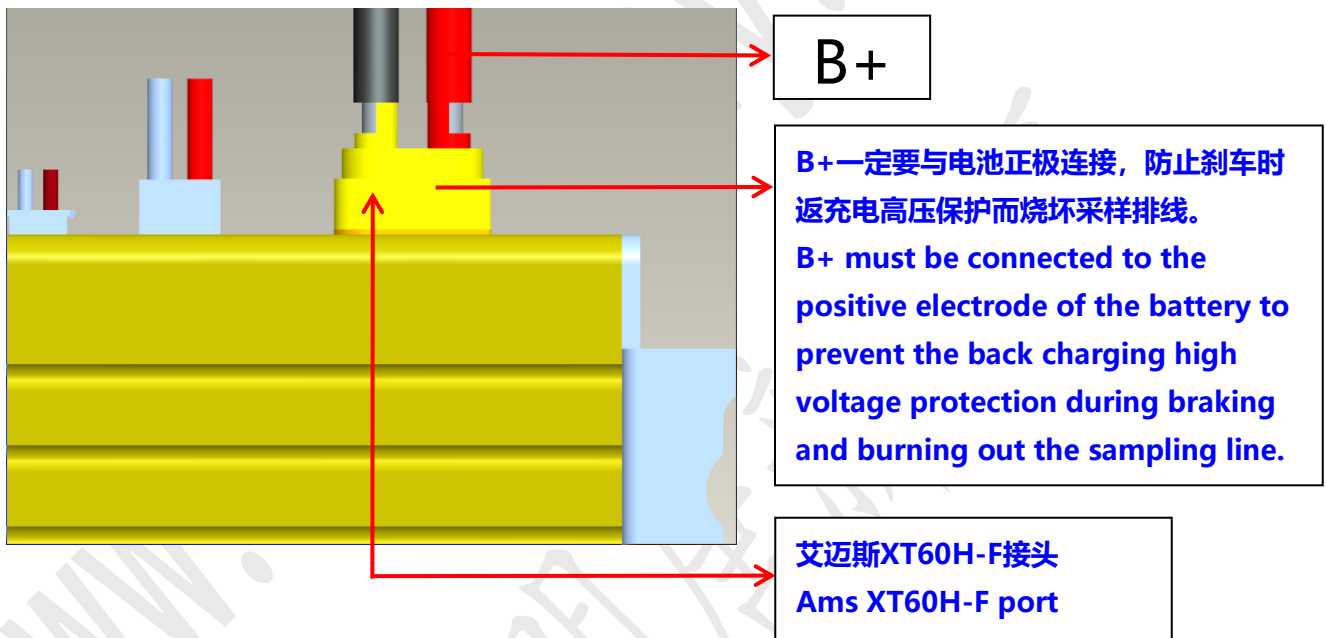 B+
B+一定要与电池正极连接，防止刹车时
返充电高压保护而烧坏采样排线。
B+ must be connected to the
positive electrode of the battery to
prevent the back charging high
voltage protection during braking
and burning out the sampling line.
艾迈斯XT60H-F接头
Ams XT60H-F port